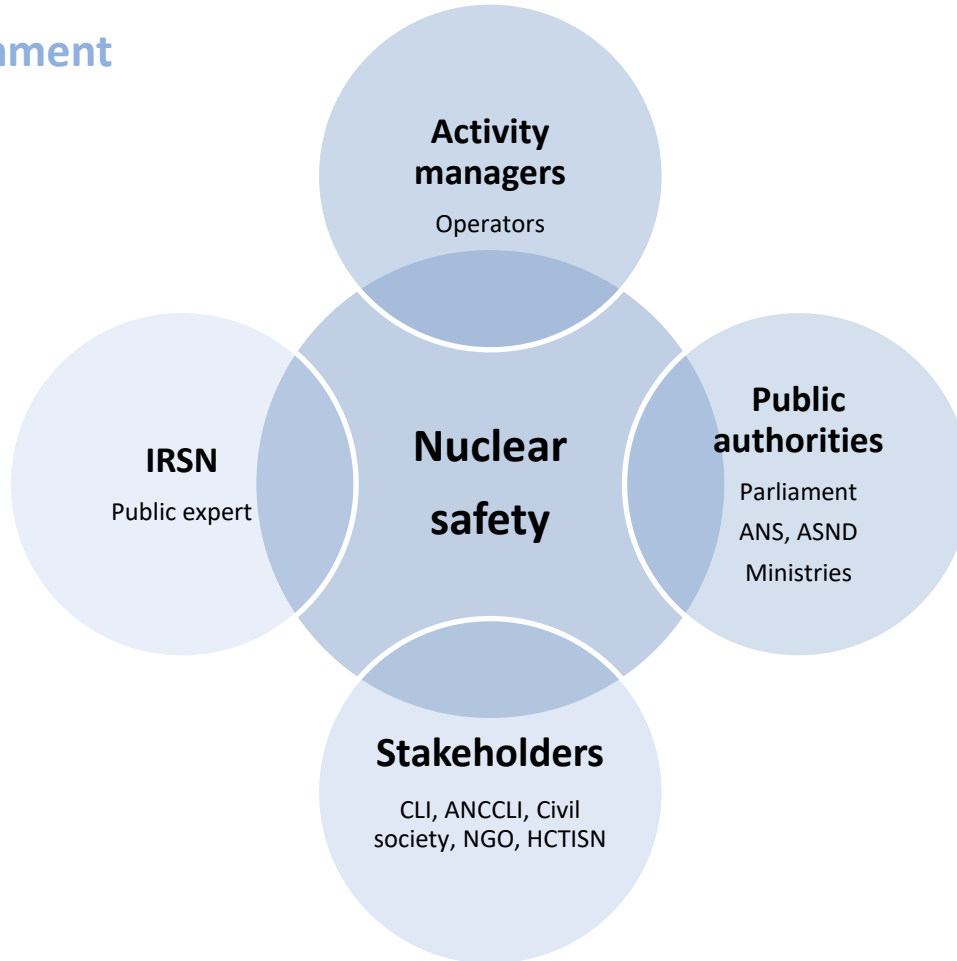 nment
Activity
managers
Operators
IRSN
Public expert
Nuclear
safety
Public
authorities
Parliament
ANS, ASND
Ministries
Stakeholders
CLI, ANCCLI, Civil
society, NGO, HCTISN